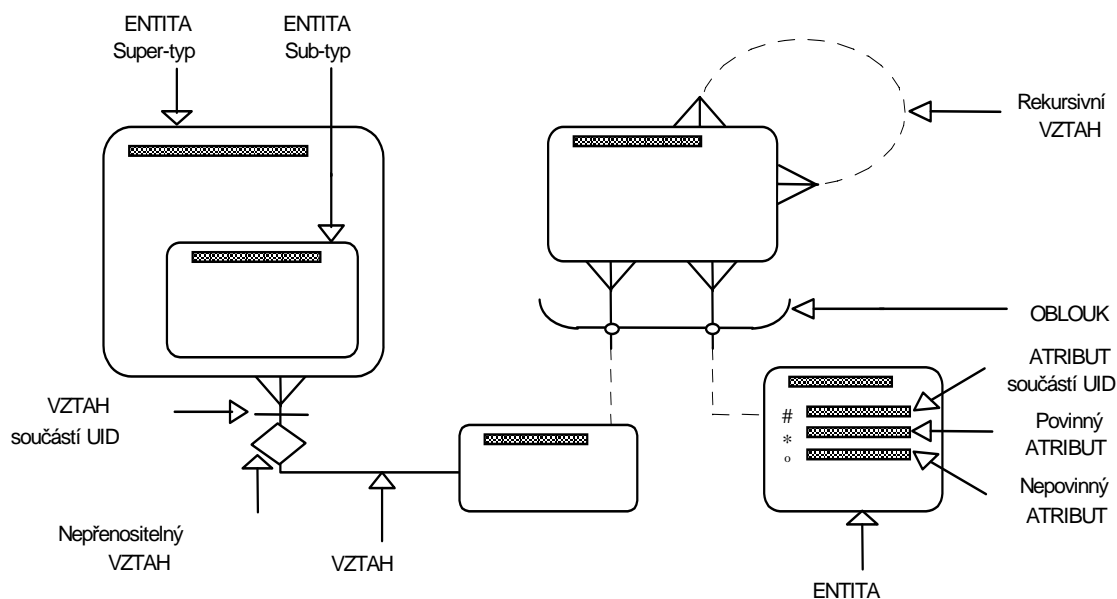 ENTITA
Super-typ
ENTITA
Sub-typ
Rekursivní
VZTAH
OBLOUK
ATRIBUT
součástí UID
VZTAH
součástí UID
#
*
o
Povinný
ATRIBUT
Nepovinný
ATRIBUT
Nepřenositelný
VZTAH
VZTAH
ENTITA